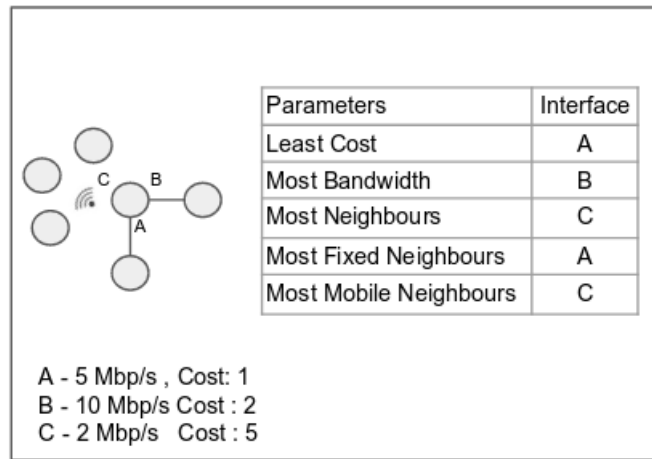 C
B
A
Parameters Interface
Least Cost A
Most Bandwidth B
Most Neighbours C
Most Fixed Neighbours A
Most Mobile Neighbours C
A - 5 Mbp/s , Cost: 1
B - 10 Mbp/s Cost : 2
C - 2 Mbp/s Cost : 5